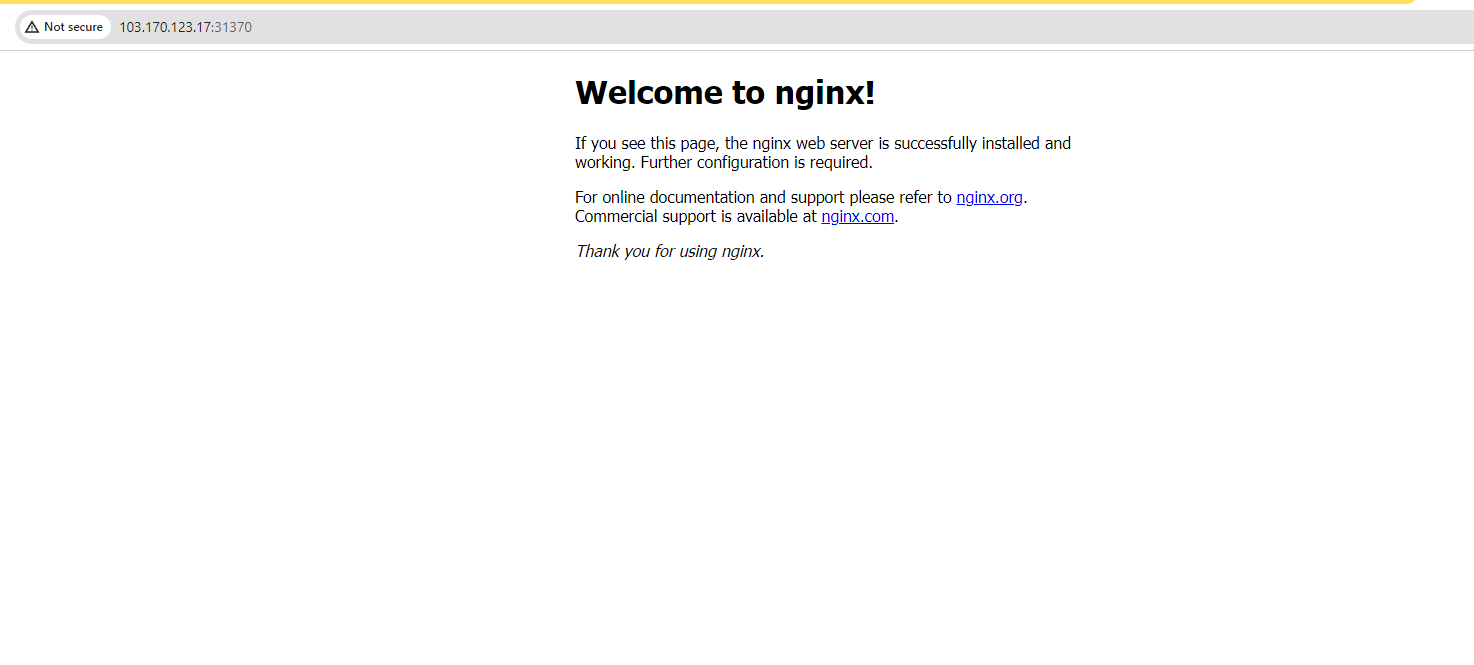 Not secure 103.170.123.17:31370
Welcome to nginx!
If you see this page, the nginx web server is successfully installed and
working. Further configuration is required.
For online documentation and support please refer to nginx.org.
Commercial support is available at nginx.com.
Thank you for using nginx.